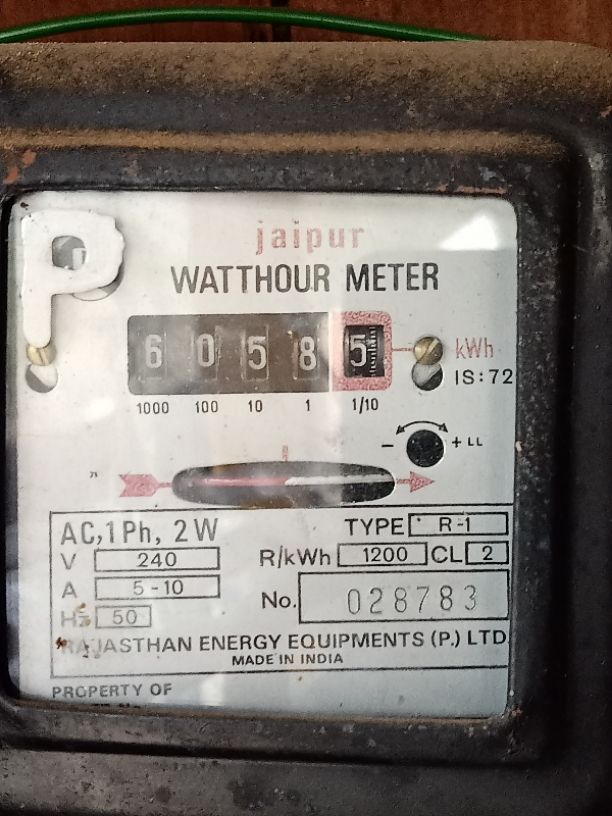 P
jaipur
WATTHOUR METER
6 0 5 8 5 kWh
IS:72
1000 100 10 1 1/10
- + LL
AC,1Ph, 2W TYPE R-1
V 240 R/kWh 1200 CL 2
A 5-10
No. 028783
Hz 50
RAJASTHAN ENERGY EQUIPMENTS (P.) LTD
MADE IN INDIA
PROPERTY OF